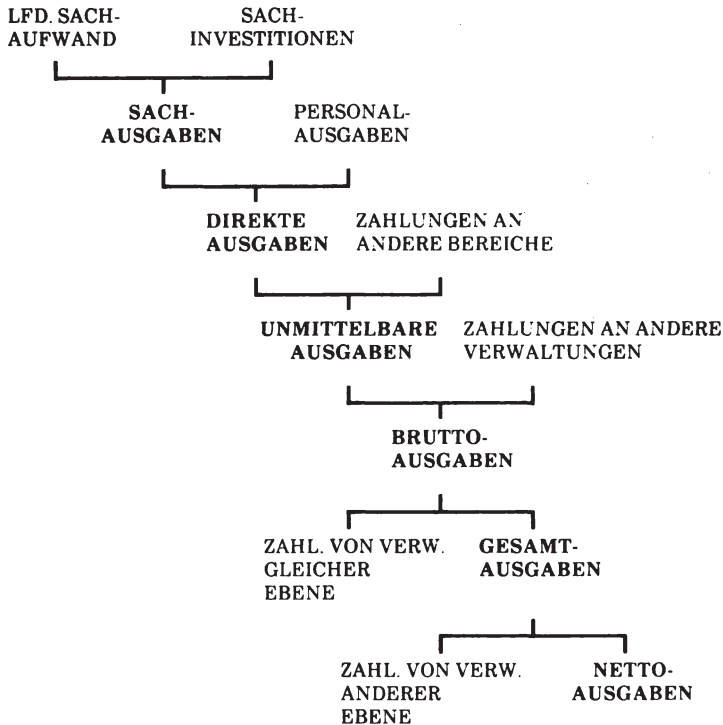 LFD. SACH-
AUFWAND
SACH-
INVESTITIONEN
SACH-
AUSGABEN
PERSONAL-
AUSGABEN
DIREKTE
AUSGABEN
ZAHLUNGEN AN
ANDERE BEREICHE
UNMITTELBARE
AUSGABEN
ZAHLUNGEN AN ANDERE
VERWALTUNGEN
BRUTTO-
AUSGABEN
ZAHL. VON VERW.
GLEICHER
EBENE
GESAMT-
AUSGABEN
ZAHL. VON VERW.
ANDERER
EBENE
NETTO-
AUSGABEN